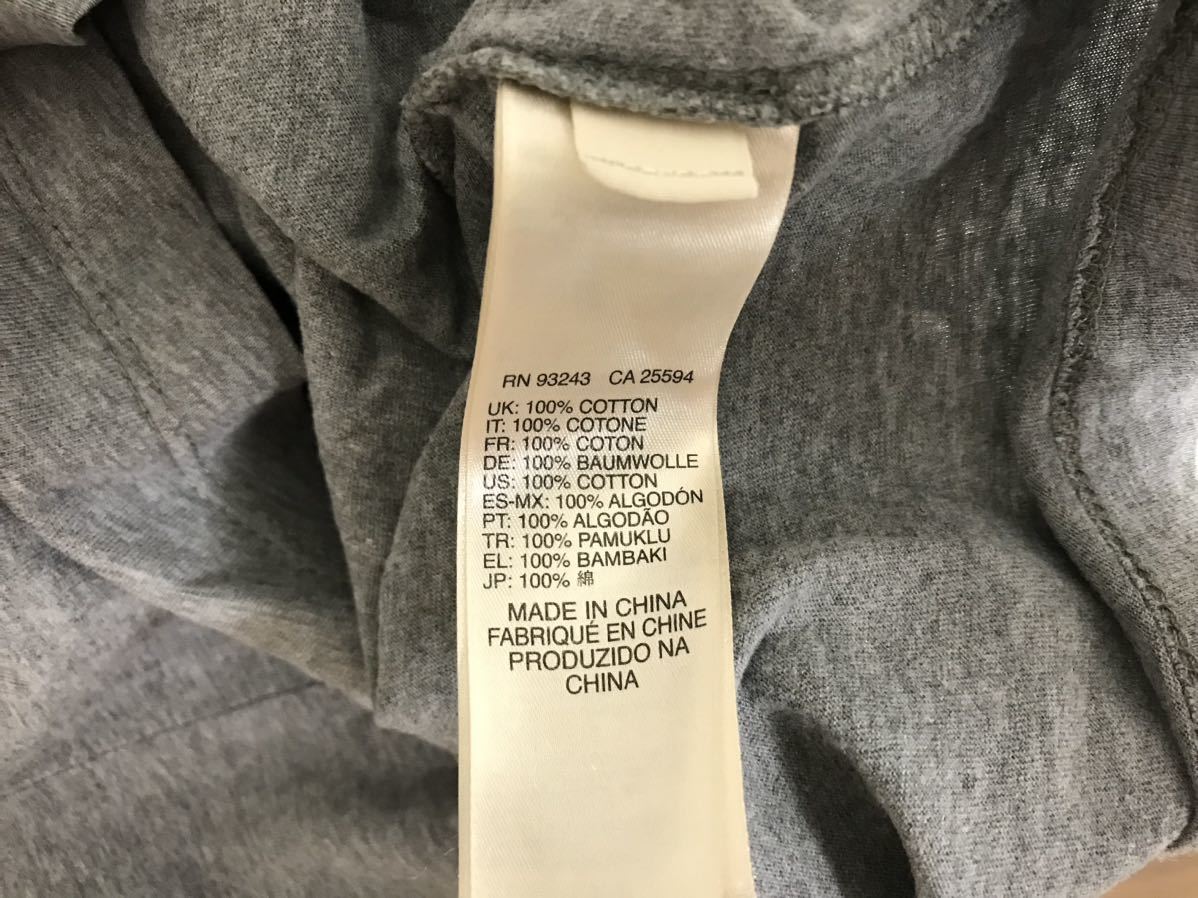 RN 93243 CA 25594
UK: 100% COTTON
IT: 100% COTONE
FR: 100% COTON
DE: 100% BAUMWOLLE
US: 100% COTTON
ES-MX: 100% ALGODÓN
PT: 100% ALGODÃO
TR: 100% PAMUKLU
EL: 100% BAMBAKI
JP: 100% 綿
MADE IN CHINA
FABRIQUÉ EN CHINE
PRODUZIDO NA
CHINA